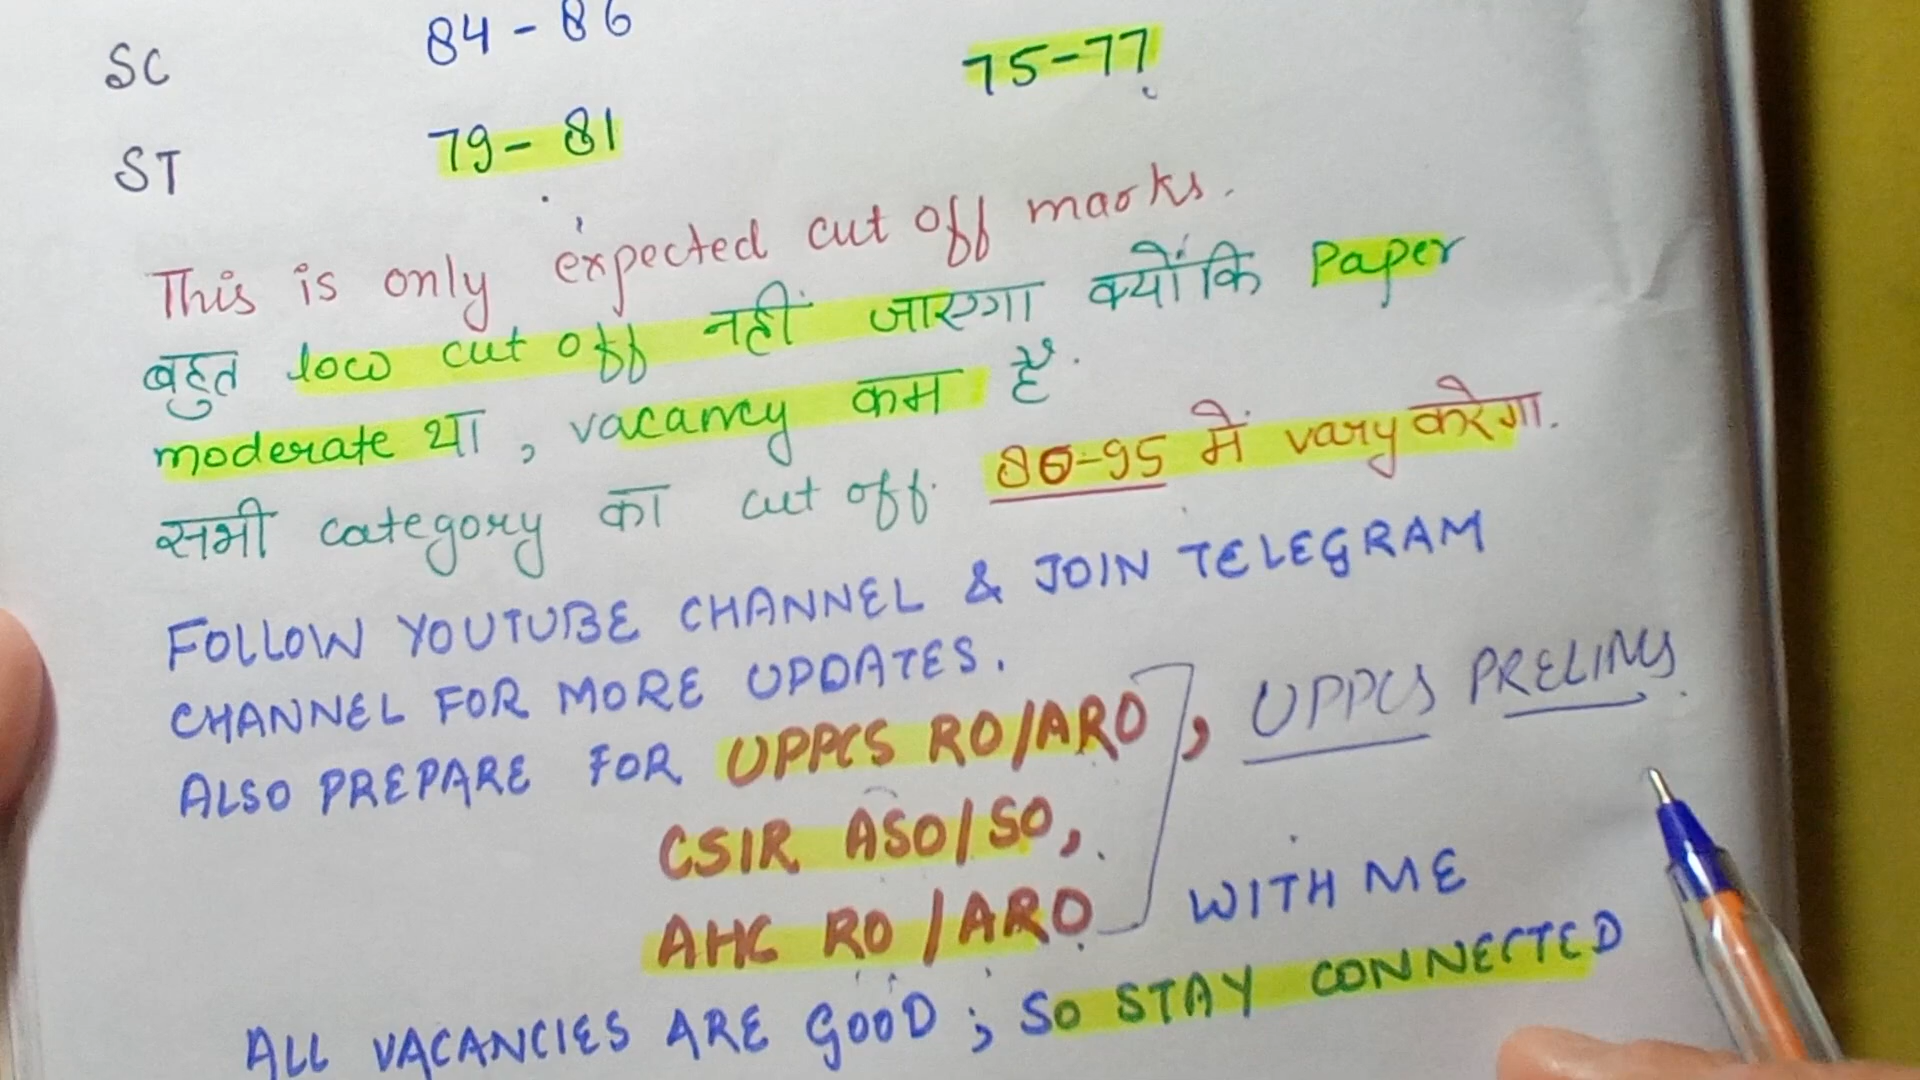 SC 84 - 86 75-77
ST 79- 81
This is only expected cut off marks.
बहुत low cut off नहीं जाएगा क्योंकि Paper
moderate था , vacancy कम है.
सभी category का cut off. 80-95 में vary करेगा.
FOLLOW YOUTUBE CHANNEL & JOIN TELEGRAM
CHANNEL FOR MORE UPDATES.
ALSO PREPARE FOR UPPCS RO/ARO , UPPCS PRELIMS
CSIR ASO/SO,
AHC RO /ARO WITH ME
ALL VACANCIES ARE GOOD ; SO STAY CONNECTED